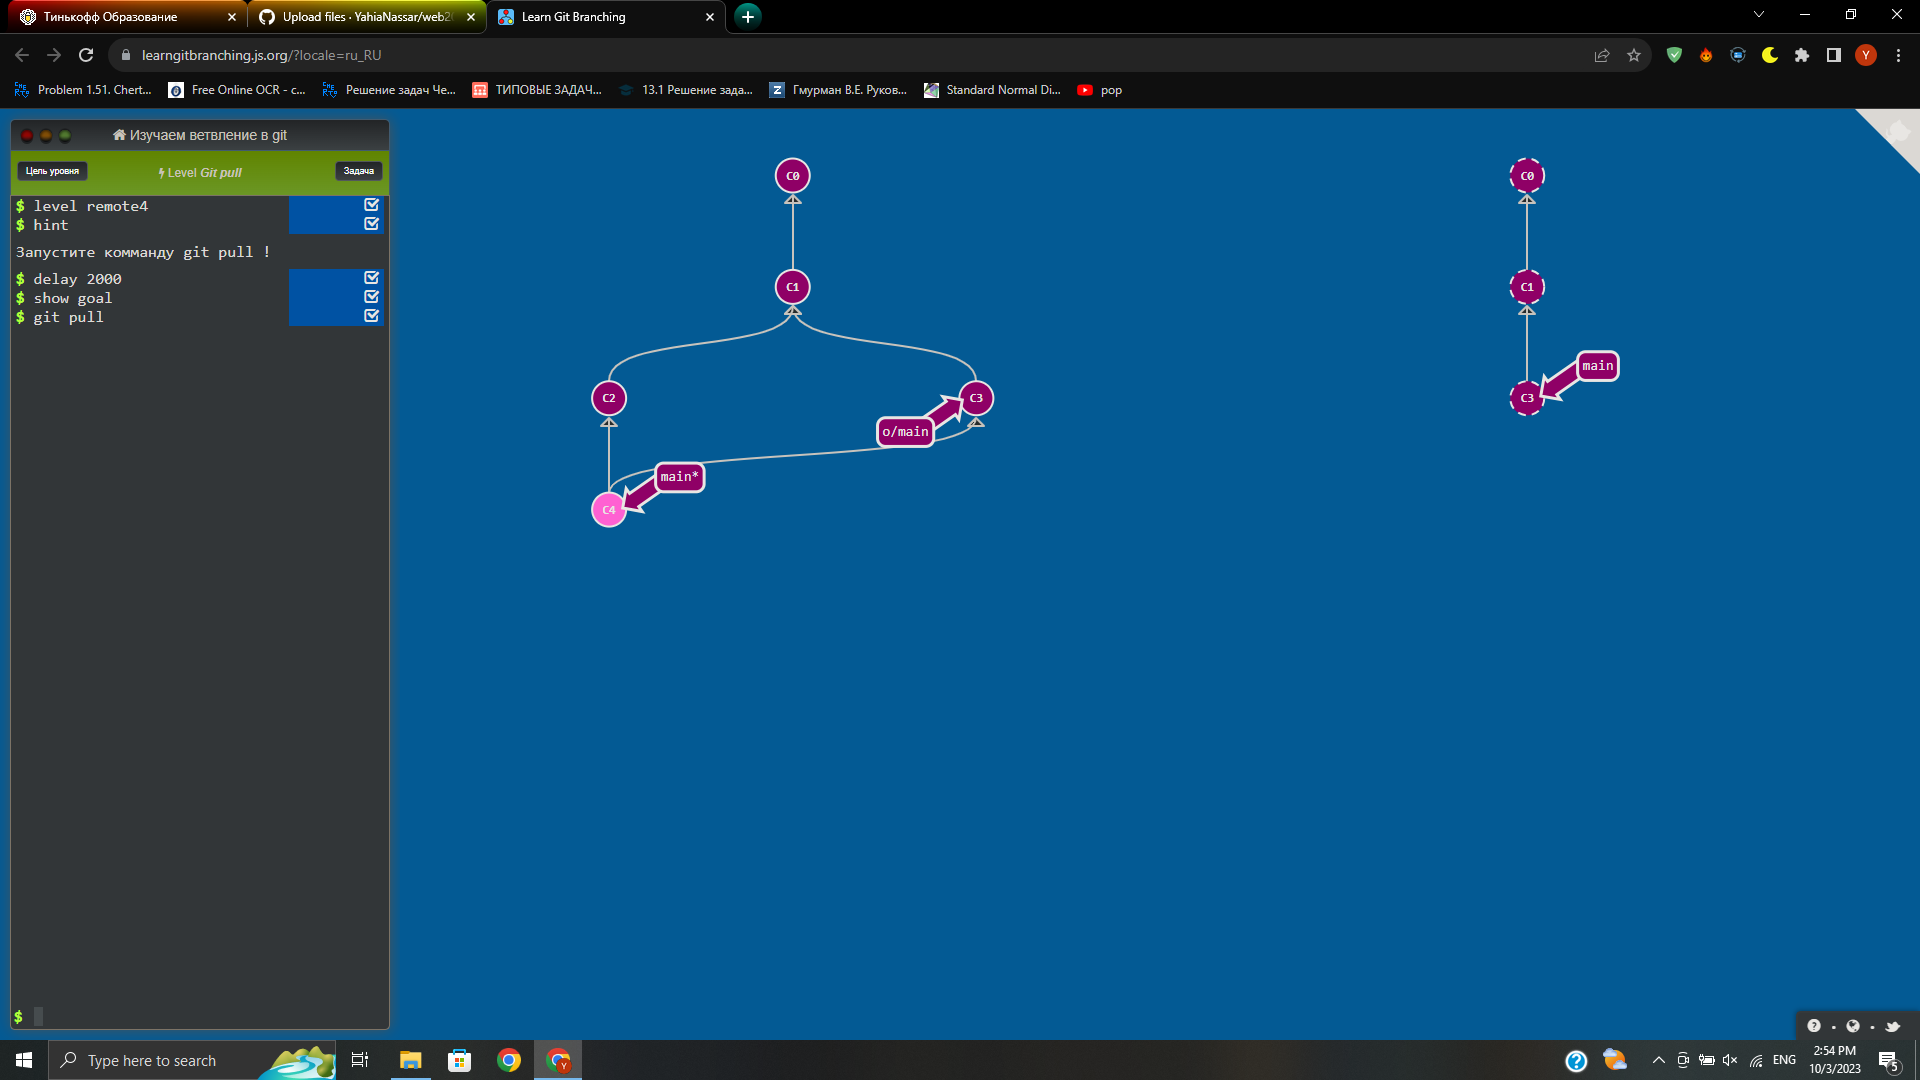 Тинькофф Образование
Upload files · YahiaNassar/web2
Learn Git Branching
learngitbranching.js.org/?locale=ru_RU
Y
Problem 1.51. Chert...
Free Online OCR - c...
Решение задач Че...
ТИПОВЫЕ ЗАДАЧ...
13.1 Решение зада...
Гмурман В.Е. Руков...
Standard Normal Di...
pop
Изучаем ветвление в git
Цель уровня
Level Git pull
Задача
$ level remote4
$ hint
Запустите комманду git pull !
$ delay 2000
$ show goal
$ git pull
$
C0
C1
C2
C3
o/main
main*
C4
C0
C1
main
C3
Type here to search
ENG
2:54 PM
10/3/2023
5